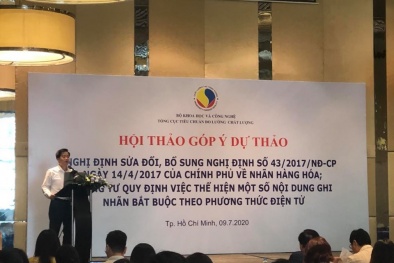 BỘ KHOA HỌC VÀ CÔNG NGHỆ
TỔNG CỤC TIÊU CHUẨN ĐO LƯỜNG CHẤT LƯỢNG
HỘI THẢO GÓP Ý DỰ THẢO
NGHỊ ĐỊNH SỬA ĐỔI, BỔ SUNG NGHỊ ĐỊNH SỐ 43/2017/NĐ-CP
NGÀY 14/4/2017 CỦA CHÍNH PHỦ VỀ NHÃN HÀNG HÓA;
TƯ QUY ĐỊNH VIỆC THỂ HIỆN MỘT SỐ NỘI DUNG GHI
NHÃN BẮT BUỘC THEO PHƯƠNG THỨC ĐIỆN TỬ
Tp. Hồ Chí Minh, 09.7.2020